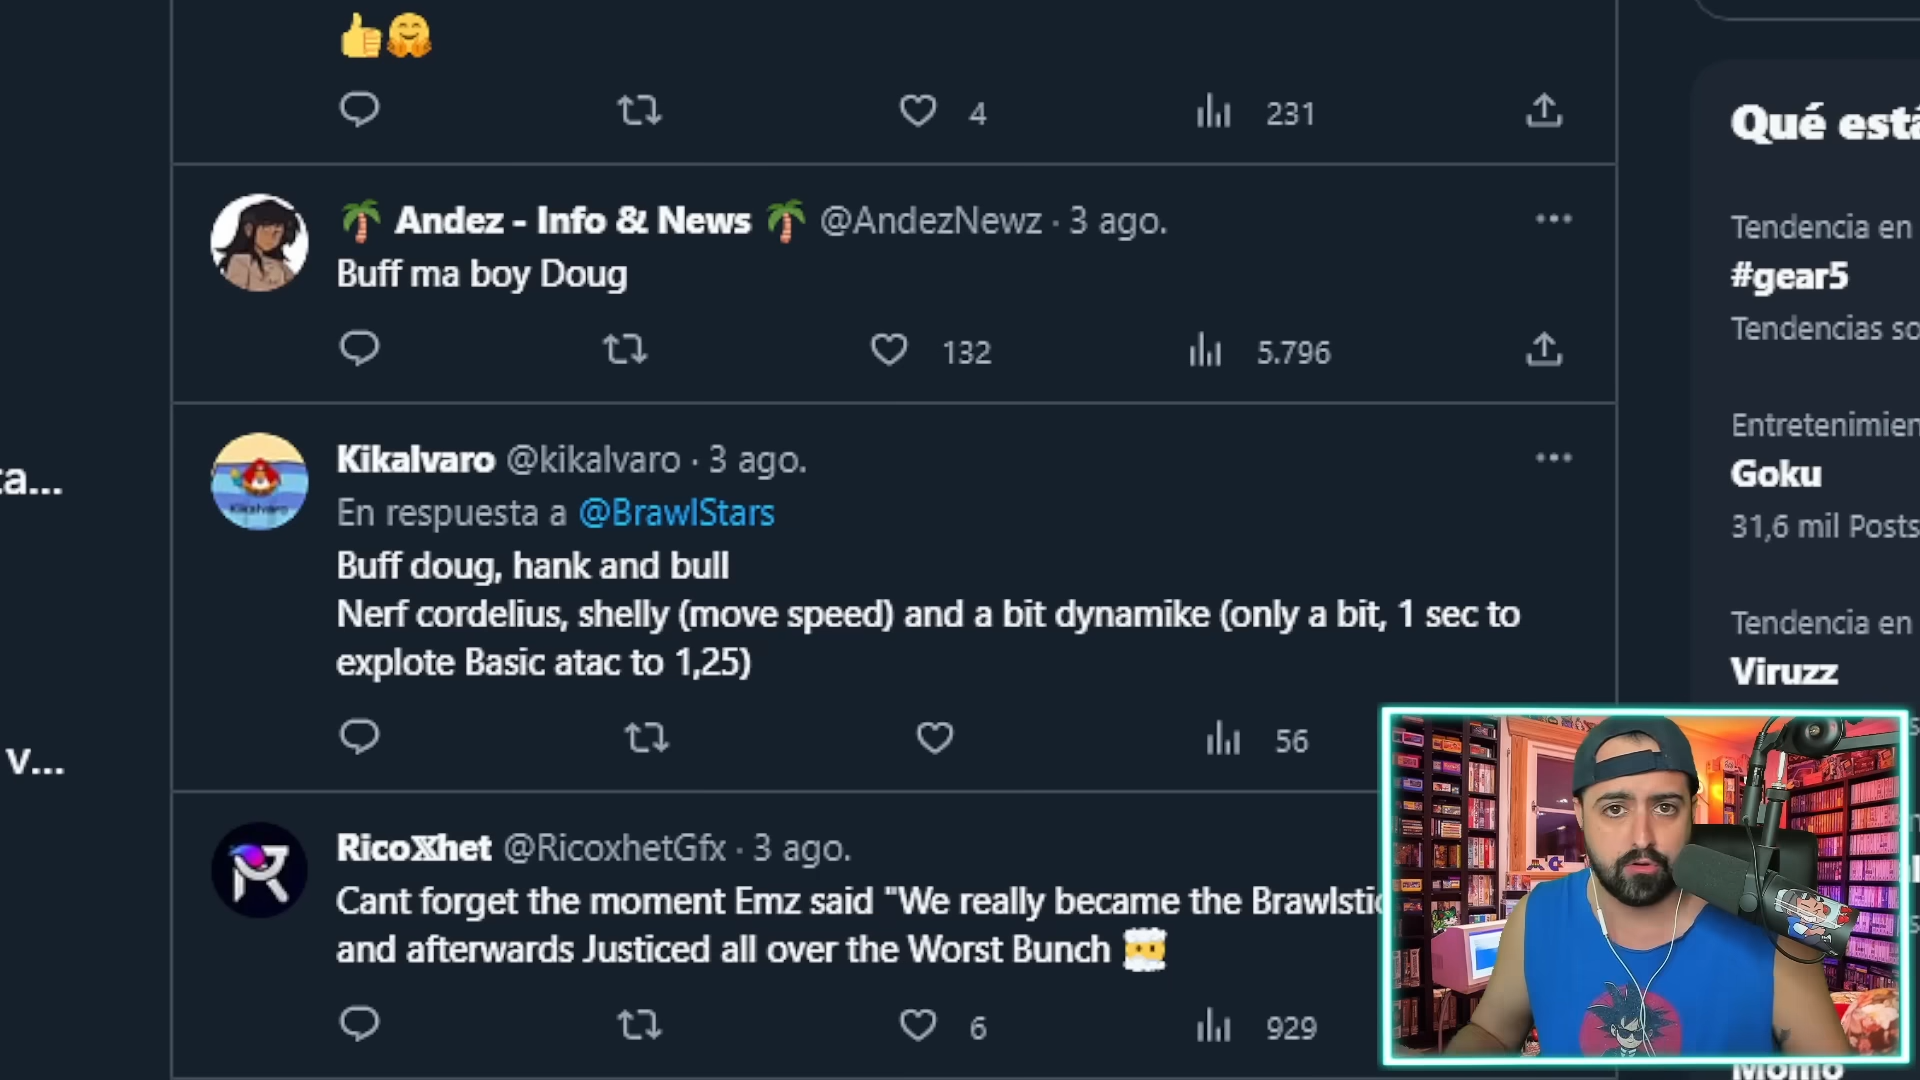 👍🤗
4
231
Qué está
🌴 Andez - Info & News 🌴 @AndezNewz · 3 ago.
Buff ma boy Doug
132
5.796
Tendencia en
#gear5
Tendencias so
Kikalvaro @kikalvaro · 3 ago.
En respuesta a @BrawlStars
Buff doug, hank and bull
Nerf cordelius, shelly (move speed) and a bit dynamike (only a bit, 1 sec to
explote Basic atac to 1,25)
56
ta...
v...
Entretenimien
Goku
31,6 mil Posts
Tendencia en
Viruzz
RicoXhet @RicoxhetGfx · 3 ago.
Cant forget the moment Emz said "We really became the Brawlstic
and afterwards Justiced all over the Worst Bunch
6
929
Momo